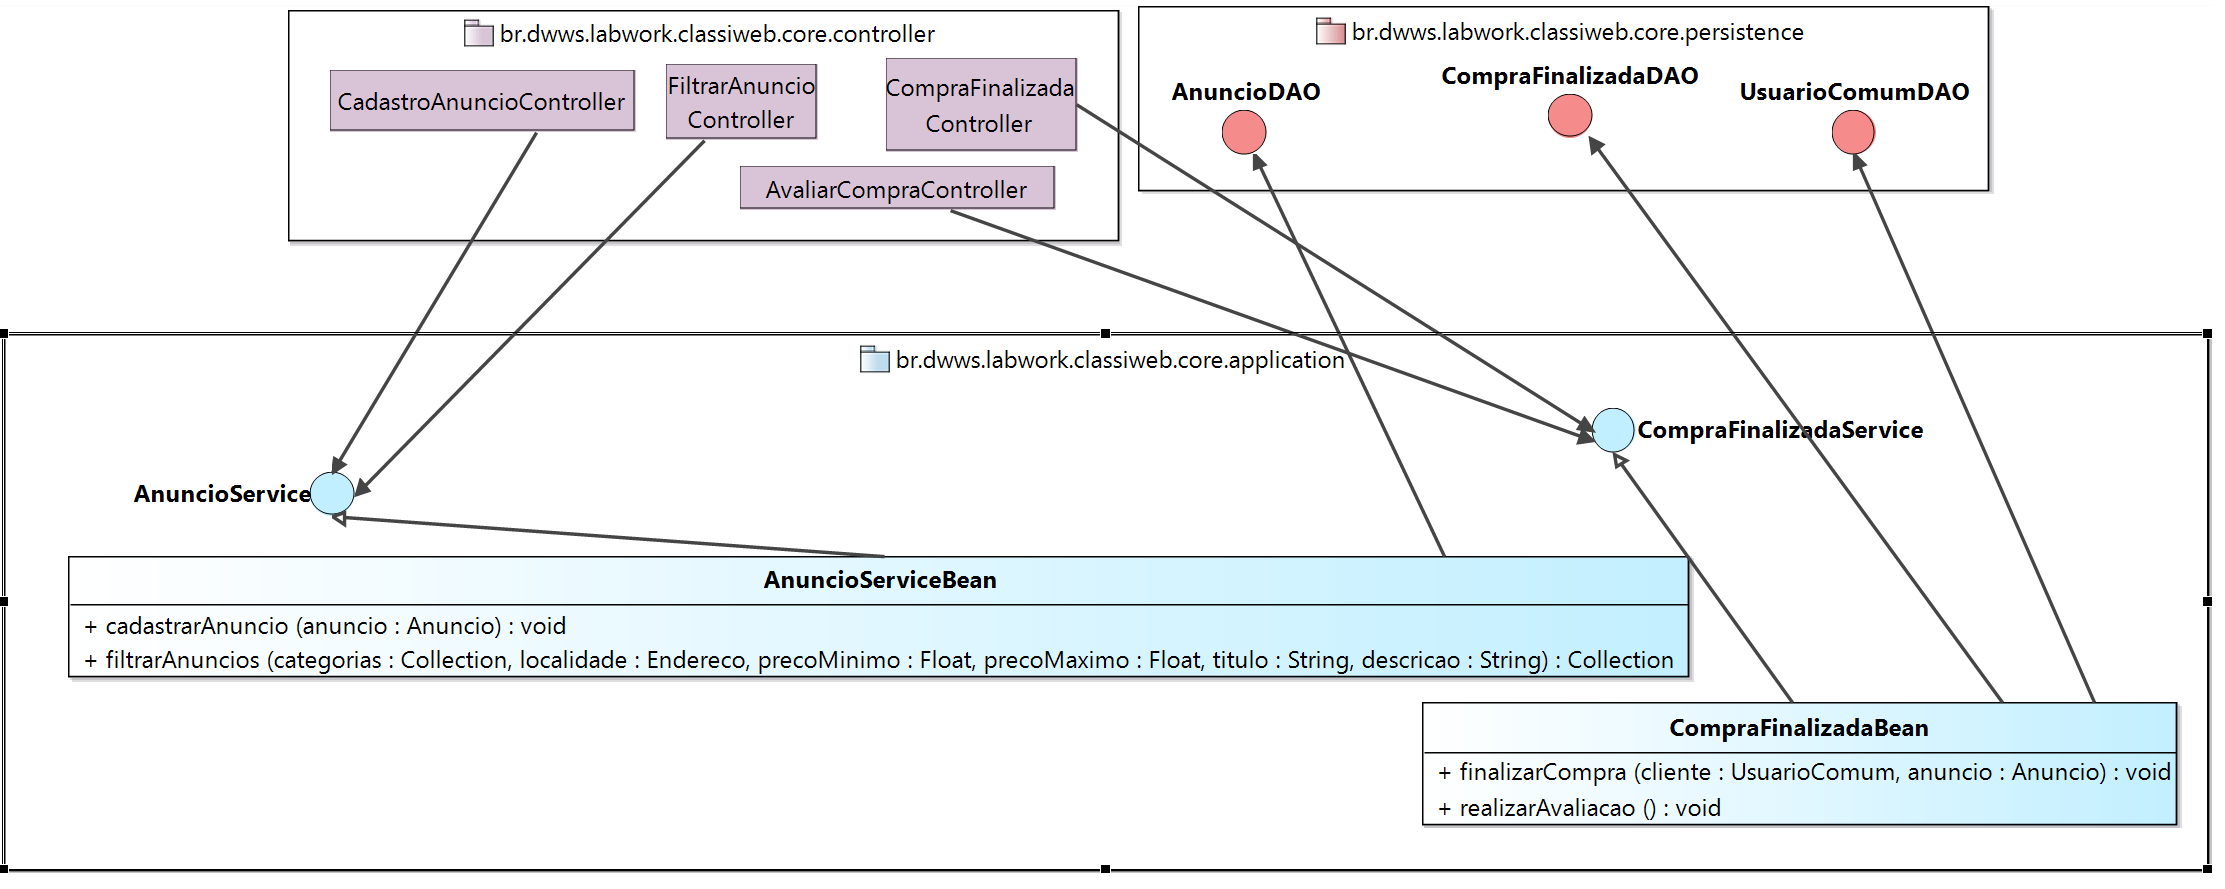 br.dwws.labwork.classiweb.core.controller
CadastroAnuncioController
FiltrarAnuncio
Controller
CompraFinalizada
Controller
AvaliarCompraController
br.dwws.labwork.classiweb.core.persistence
AnuncioDAO
CompraFinalizadaDAO
UsuarioComumDAO
br.dwws.labwork.classiweb.core.application
CompraFinalizadaService
AnuncioService
AnuncioServiceBean
+ cadastrarAnuncio (anuncio : Anuncio) : void
+ filtrarAnuncios (categorias : Collection, localidade : Endereco, precoMinimo : Float, precoMaximo : Float, titulo : String, descricao : String) : Collection
CompraFinalizadaBean
+ finalizarCompra (cliente : UsuarioComum, anuncio : Anuncio) : void
+ realizarAvaliacao () : void